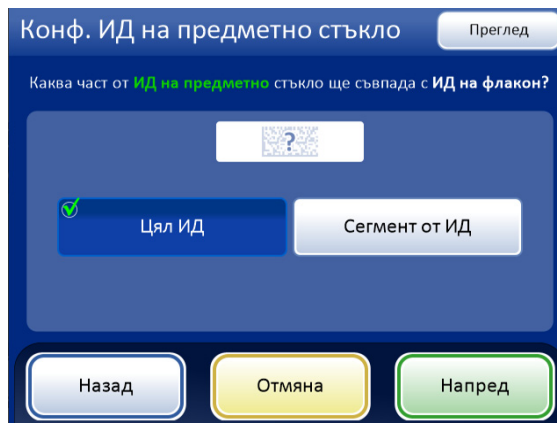 Конф. ИД на предметно стъкло
Преглед
Каква част от ИД на предметно стъкло ще съвпада с ИД на флакон?
?
Цял ИД
Сегмент от ИД
Назад
Отмяна
Напред